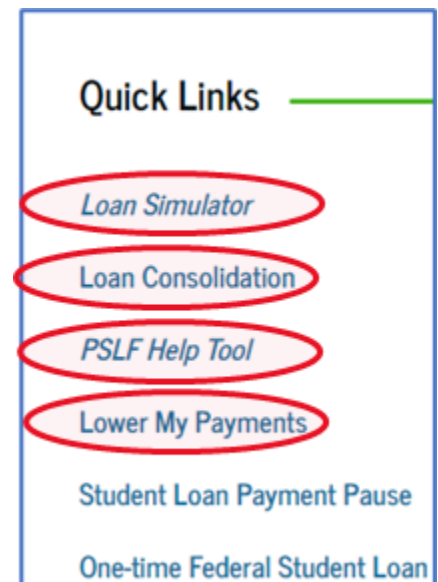 Quick Links
Loan Simulator
Loan Consolidation
PSLF Help Tool
Lower My Payments
Student Loan Payment Pause
One-time Federal Student Loan